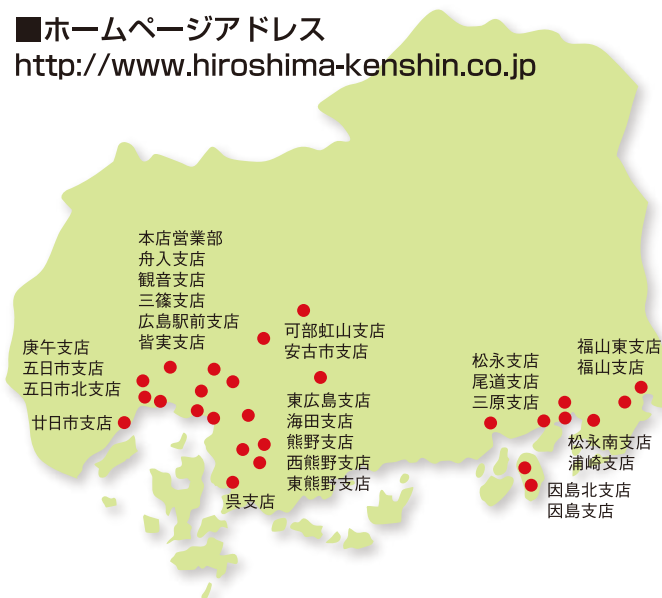 ■ホームページアドレス
http://www.hiroshima-kenshin.co.jp
本店営業部
舟入支店
観音支店
三篠支店
広島駅前支店
皆実支店
庚午支店
五日市支店
五日市北支店
廿日市支店
可部虹山支店
安古市支店
東広島支店
海田支店
熊野支店
西熊野支店
東熊野支店
呉支店
松永支店
尾道支店
三原支店
福山東支店
福山支店
松永南支店
浦崎支店
因島北支店
因島支店